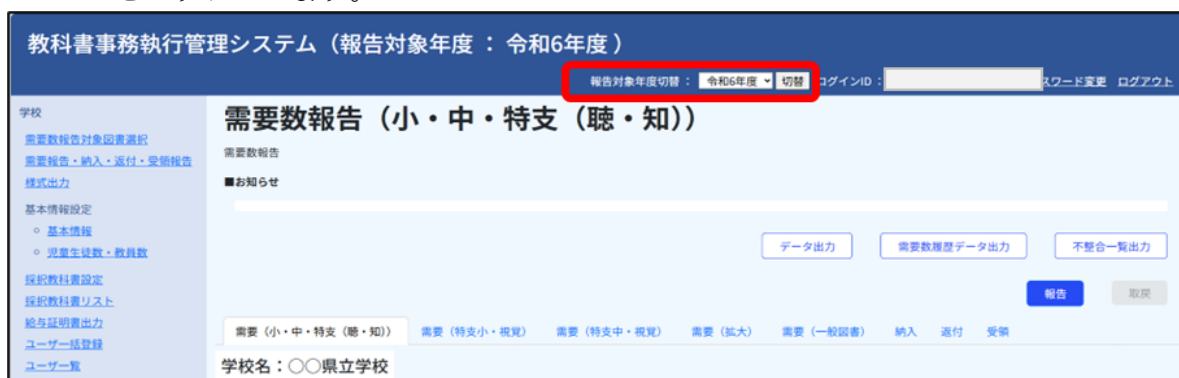 教科書事務執行管理システム（報告対象年度 ： 令和6年度 ）
報告対象年度切替 ： 令和6年度 切替 ログインID： スワード変更 ログアウト
学校
需要数報告対象図書選択
需要報告・納入・返付・受領報告
様式出力
基本情報設定
基本情報
児童生徒数・教員数
採択教科書設定
採択教科書リスト
給与証明書出力
ユーザー括登録
ユーザー覧
需要数報告（小・中・特支（聴・知））
需要数報告
■お知らせ
データ出力 需要数履歴データ出力 不整合一覧出力
報告 取戻
需要（小・中・特支（聴・知）） 需要（特支小・視覚） 需要（特支中・視覚） 需要（拡大） 需要（一般図書） 納入 返付 受領
学校名：○○県立学校